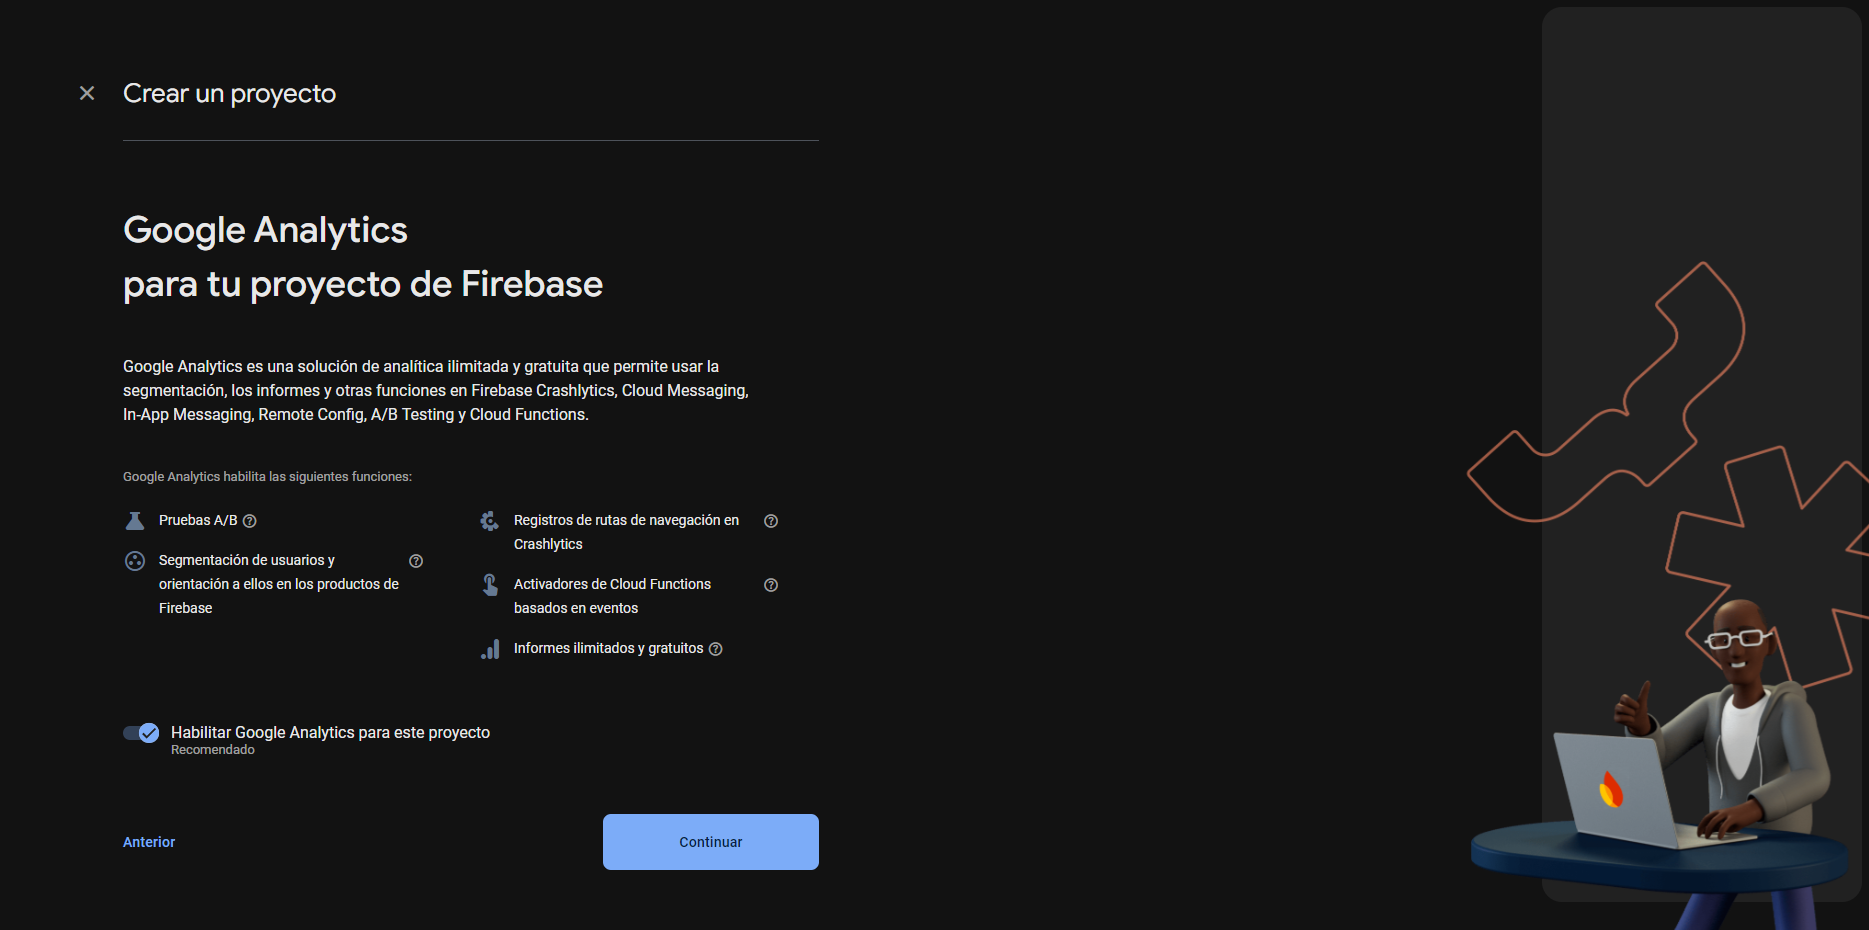 Crear un proyecto
Google Analytics
para tu proyecto de Firebase
Google Analytics es una solución de analítica ilimitada y gratuita que permite usar la
segmentación, los informes y otras funciones en Firebase Crashlytics, Cloud Messaging,
In-App Messaging, Remote Config, A/B Testing y Cloud Functions.
Google Analytics habilita las siguientes funciones:
Pruebas A/B
Segmentación de usuarios y
orientación a ellos en los productos de
Firebase
Registros de rutas de navegación en
Crashlytics
Activadores de Cloud Functions
basados en eventos
Informes ilimitados y gratuitos
Habilitar Google Analytics para este proyecto
Recomendado
Anterior
Continuar